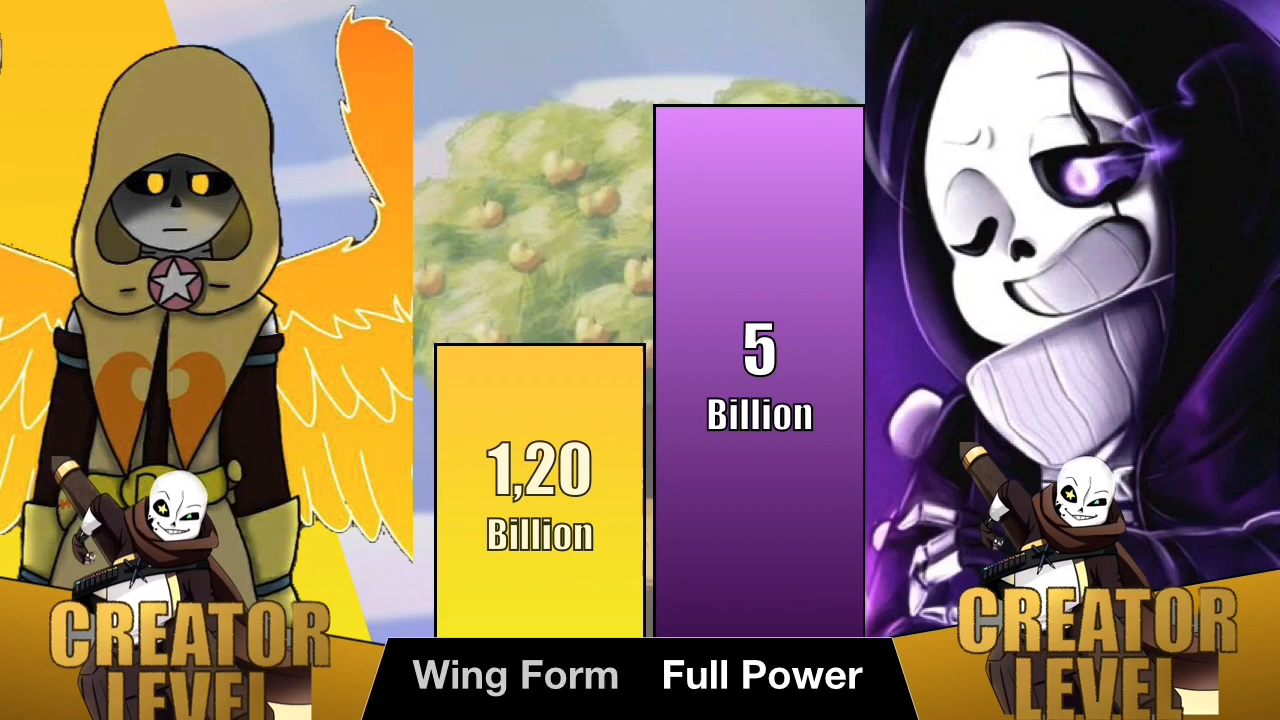 1,20
Billion
5
Billion
CREATOR
LEVEL
Wing Form
Full Power
CREATOR
LEVEL